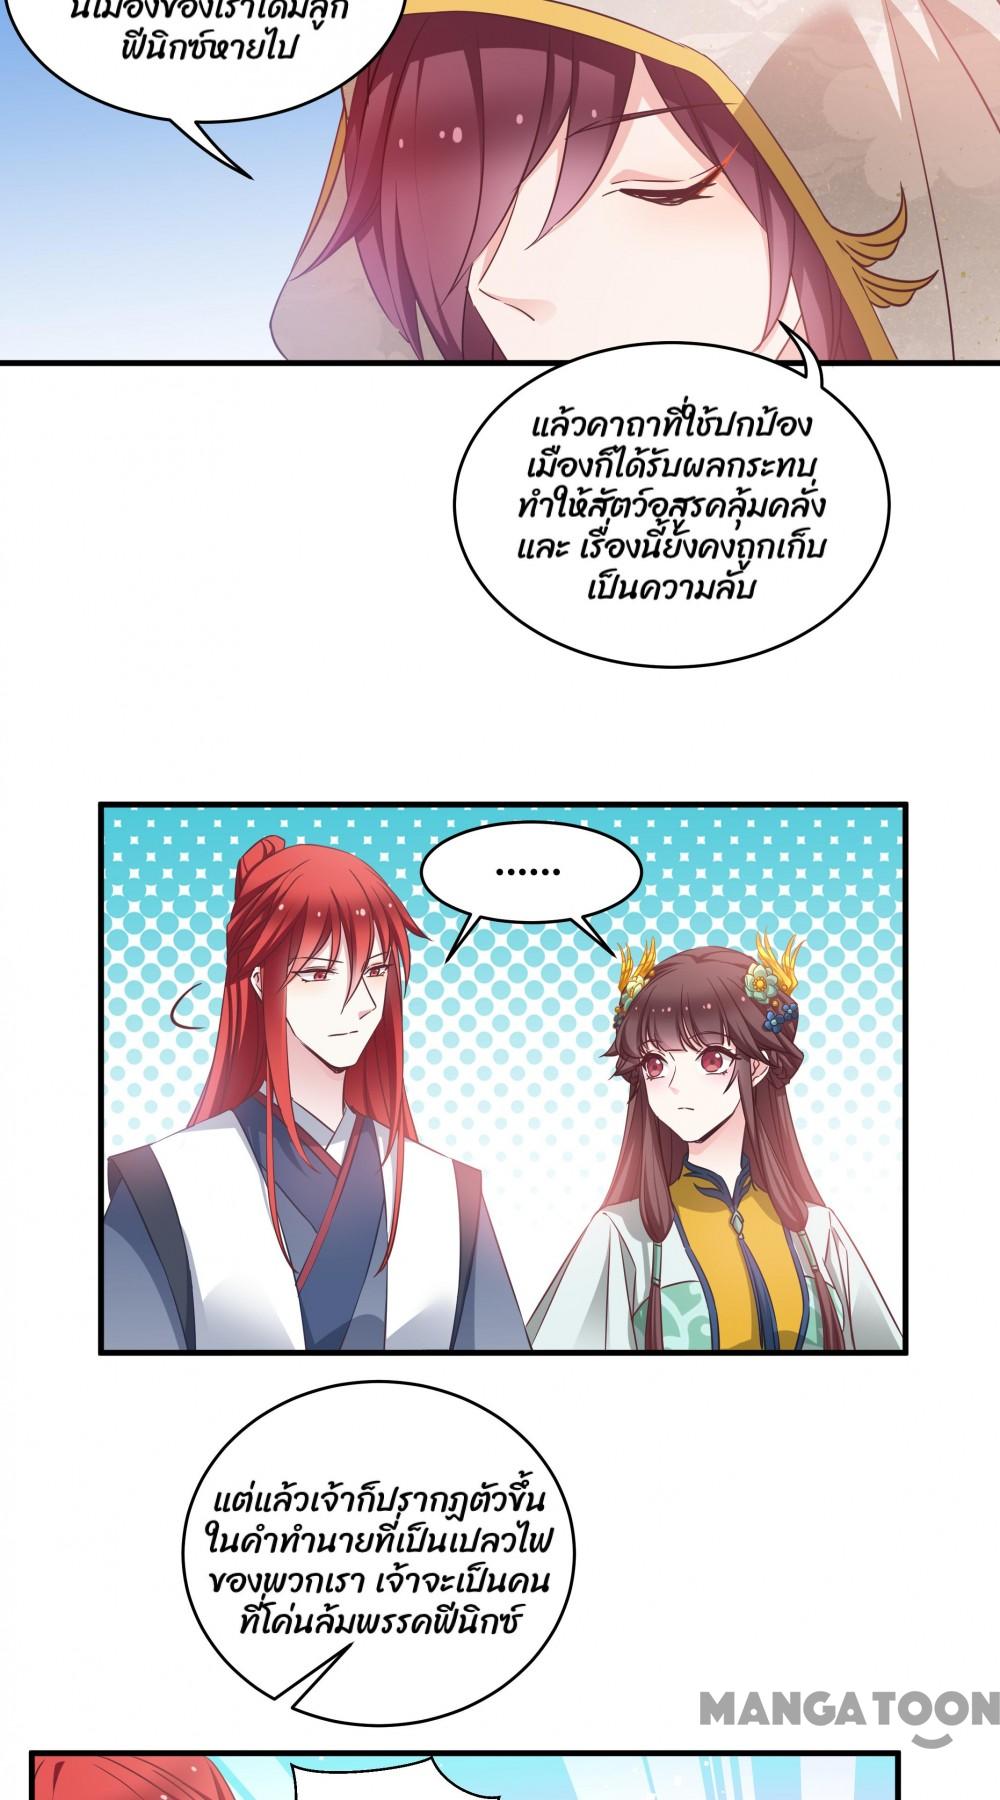 นี้เมืองของเราได้มีลูก
ฟีนิกซ์หายไป
แล้วคาถาที่ใช้ปกป้อง
เมืองก็ได้รับผลกระทบ
ทำให้สัตว์อสูรคลุ้มคลั่ง
และ เรื่องนี้ยังคงถูกเก็บ
เป็นความลับ
......
แต่แล้วเจ้าก็ปรากฏตัวขึ้น
ในคำทำนายที่เป็นเปลวไฟ
ของพวกเรา เจ้าจะเป็นคน
ที่โค่นล้มพรรคฟีนิกซ์
MANGATOON